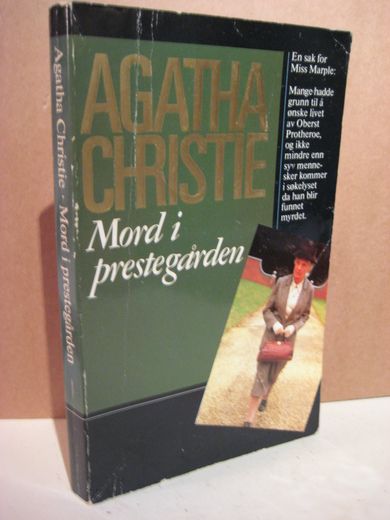 Agatha Christie · Mord i prestegården
AGATHA
CHRISTIE
Mord i
prestegården
En sak for
Miss Marple:
Mange hadde
grunn til å
ønske livet
av Oberst
Protheroe,
og ikke
mindre enn
syv menne-
sker kommer
i søkelyset
da han blir
funnet
myrdet.